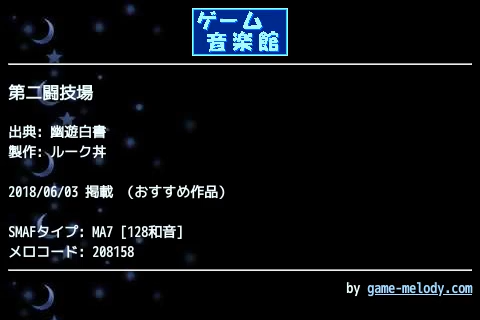 ゲーム
音楽館
第二闘技場
出典: 幽遊白書
製作: ルーク丼
2018/06/03 掲載 (おすすめ作品)
SMAFタイプ: MA7 [128和音]
メロコード: 208158
by game-melody.com